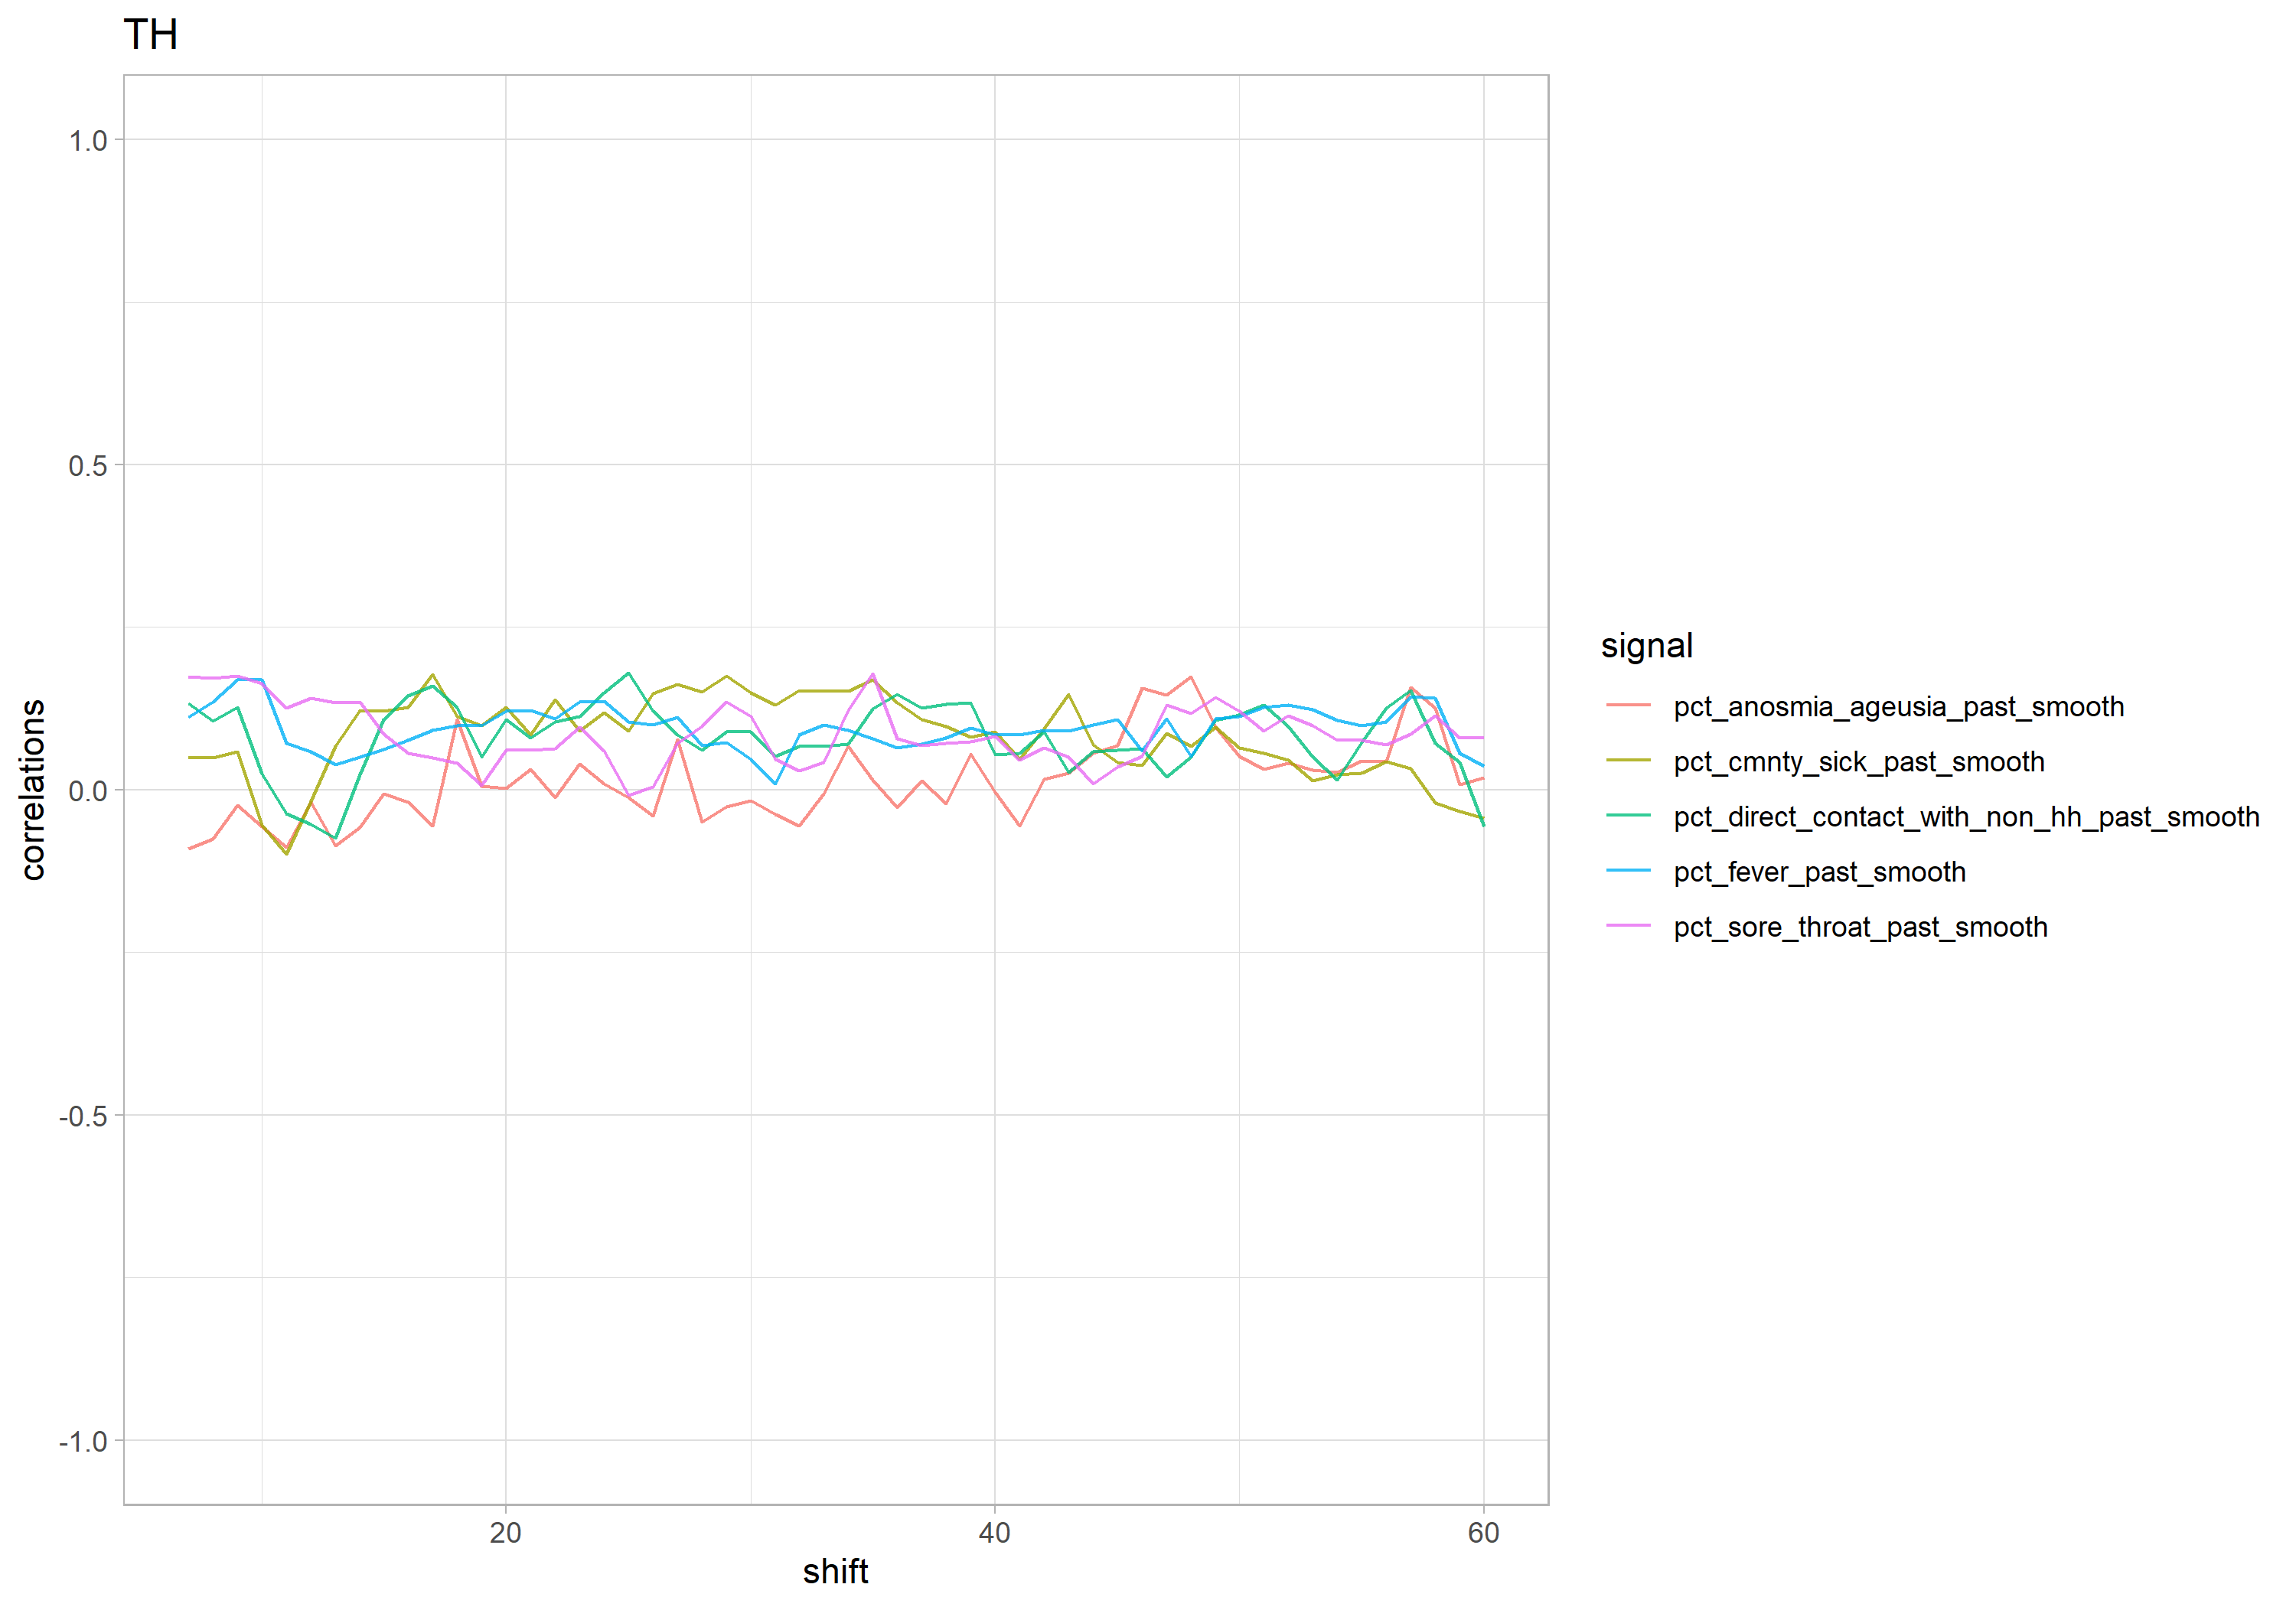 TH
1.0
0.5
0.0
-0.5
-1.0
correlations
20
40
60
shift
signal
pct_anosmia_ageusia_past_smooth
pct_cmnty_sick_past_smooth
pct_direct_contact_with_non_hh_past_smooth
pct_fever_past_smooth
pct_sore_throat_past_smooth